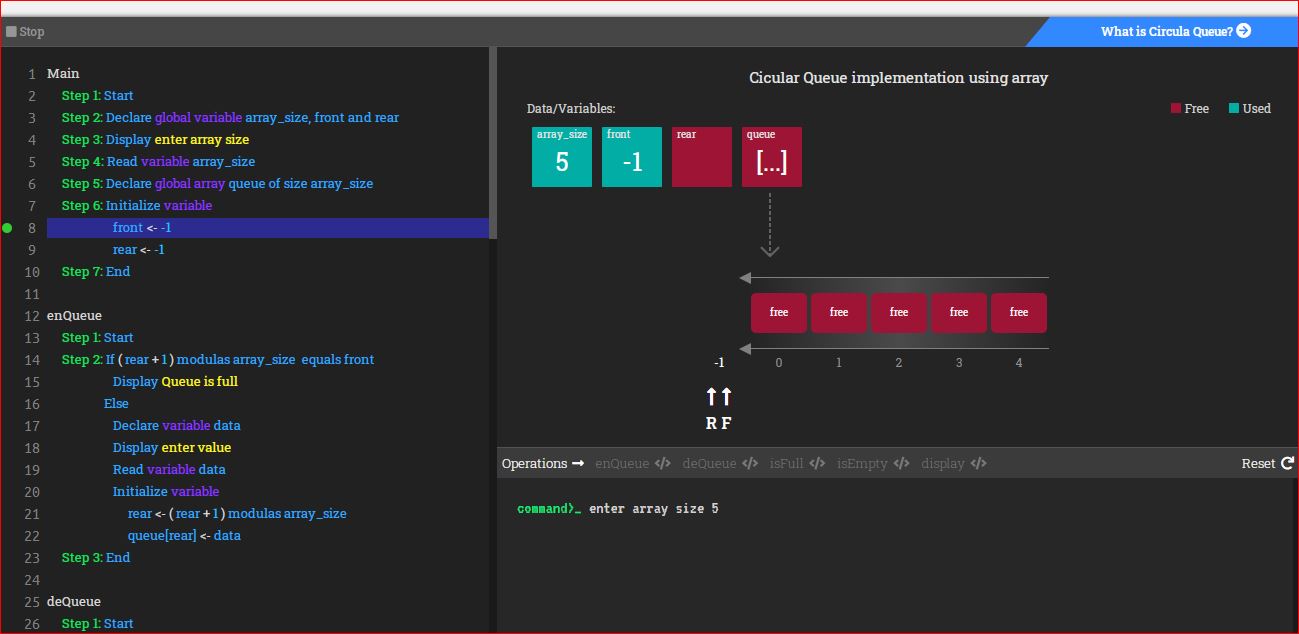 Stop
What is Circula Queue?
1 Main
2 Step 1: Start
3 Step 2: Declare global variable array_size, front and rear
4 Step 3: Display enter array size
5 Step 4: Read variable array_size
6 Step 5: Declare global array queue of size array_size
7 Step 6: Initialize variable
8 front <- -1
9 rear <- -1
10 Step 7: End
11
12 enQueue
13 Step 1: Start
14 Step 2: If ( rear + 1 ) modulas array_size equals front
15 Display Queue is full
16 Else
17 Declare variable data
18 Display enter value
19 Read variable data
20 Initialize variable
21 rear <- ( rear + 1 ) modulas array_size
22 queue[rear] <- data
23 Step 3: End
24
25 deQueue
26 Step 1: Start
Cicular Queue implementation using array
Data/Variables:
Free Used
array_size front rear queue
5 -1 [...]
free free free free free
-1 0 1 2 3 4
R F
Operations enQueue </> deQueue </> isFull </> isEmpty </> display </> Reset
command>_ enter array size 5